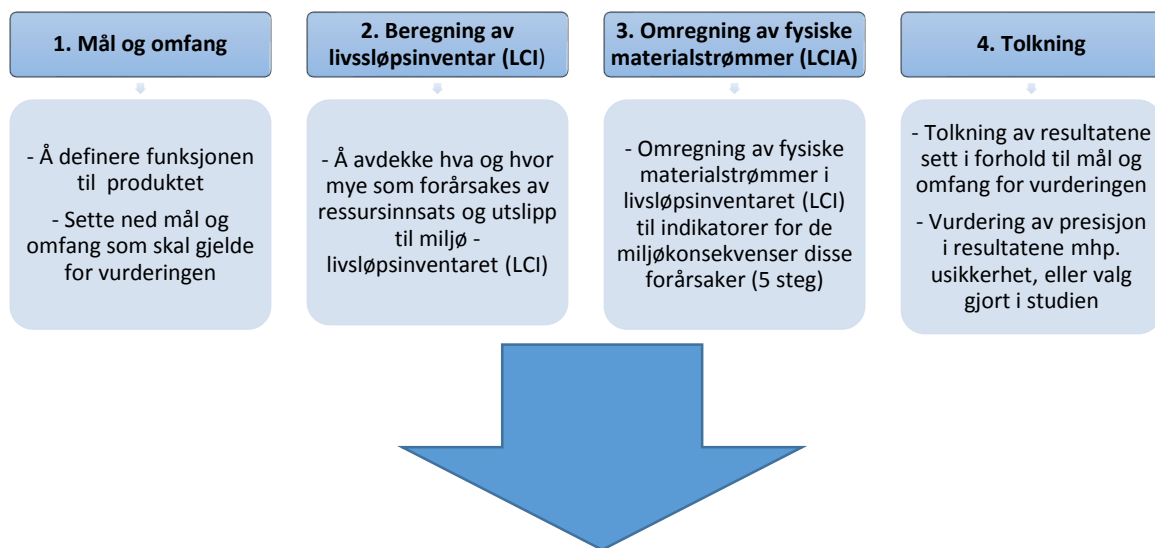 1. Mål og omfang
- Å definere funksjonen
til produktet
- Sette ned mål og
omfang som skal gjelde
for vurderingen
2. Beregning av
livssløpsinventar (LCI)
- Å avdekke hva og hvor
mye som forårsakes av
ressursinnsats og utslipp
til miljø -
livsløpsinventaret (LCI)
3. Omregning av fysiske
materialstrømmer (LCIA)
- Omregning av fysiske
materialstrømmer i
livsløpsinventaret (LCI)
til indikatorer for de
miljøkonsekvenser disse
forårsaker (5 steg)
4. Tolkning
- Tolkning av resultatene
sett i forhold til mål og
omfang for vurderingen
- Vurdering av presisjon
i resultatene mhp.
usikkerhet, eller valg
gjort i studien